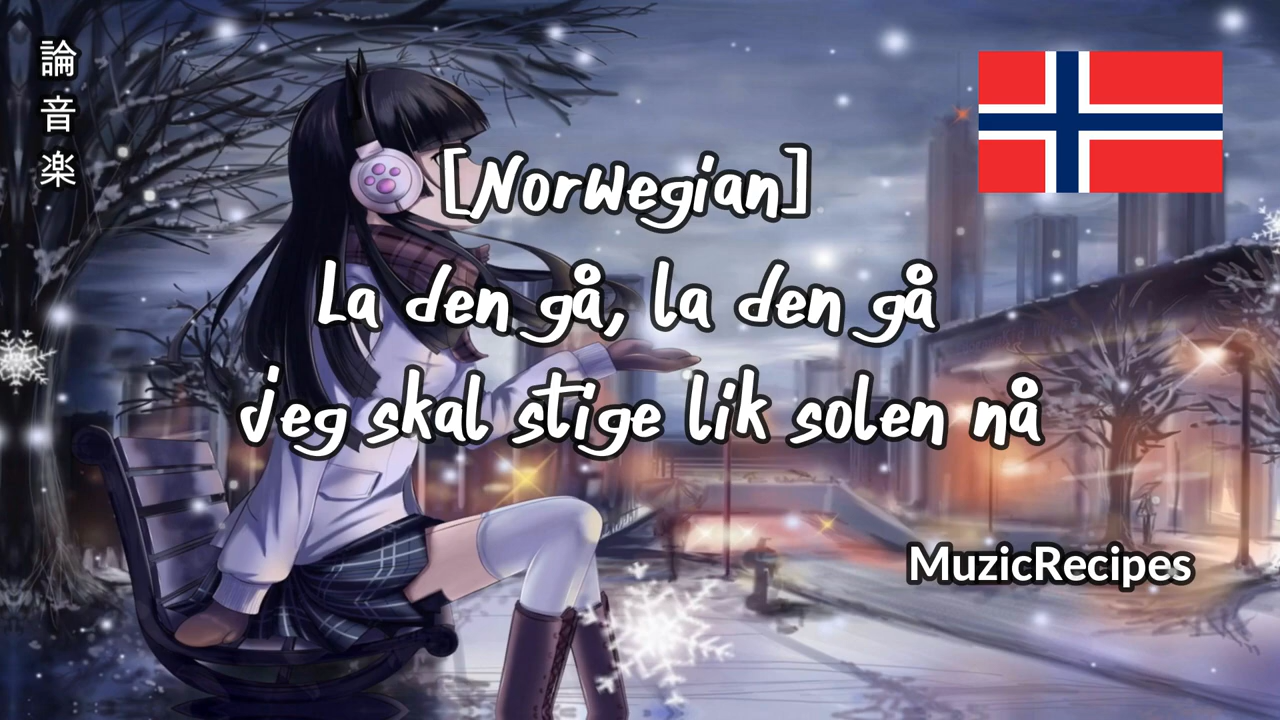 論音楽
[Norwegian]
La den gå, la den gå
jeg skal stige lik solen nå
MuzicRecipes